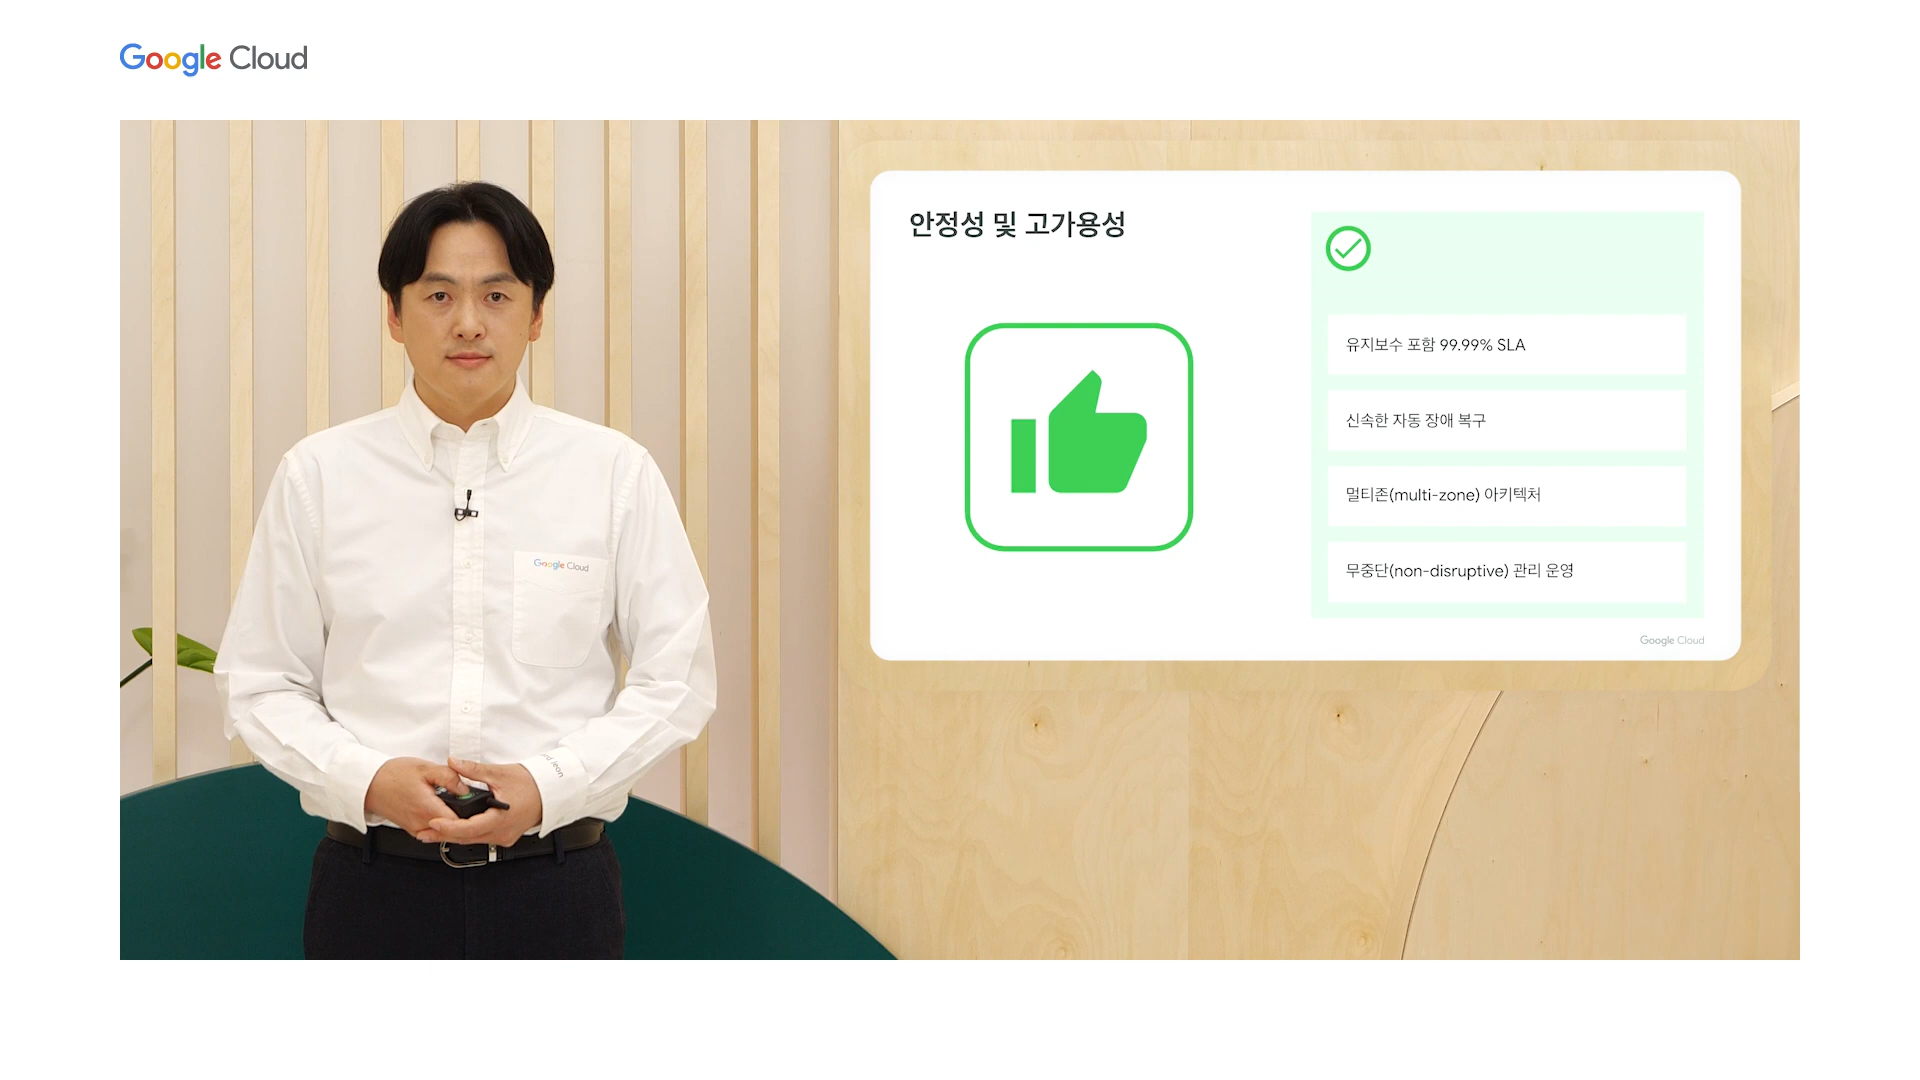 Google Cloud
안정성 및 고가용성
유지보수 포함 99.99% SLA
신속한 자동 장애 복구
멀티존(multi-zone) 아키텍처
무중단(non-disruptive) 관리 운영
Google Cloud
Google Cloud
Jeon